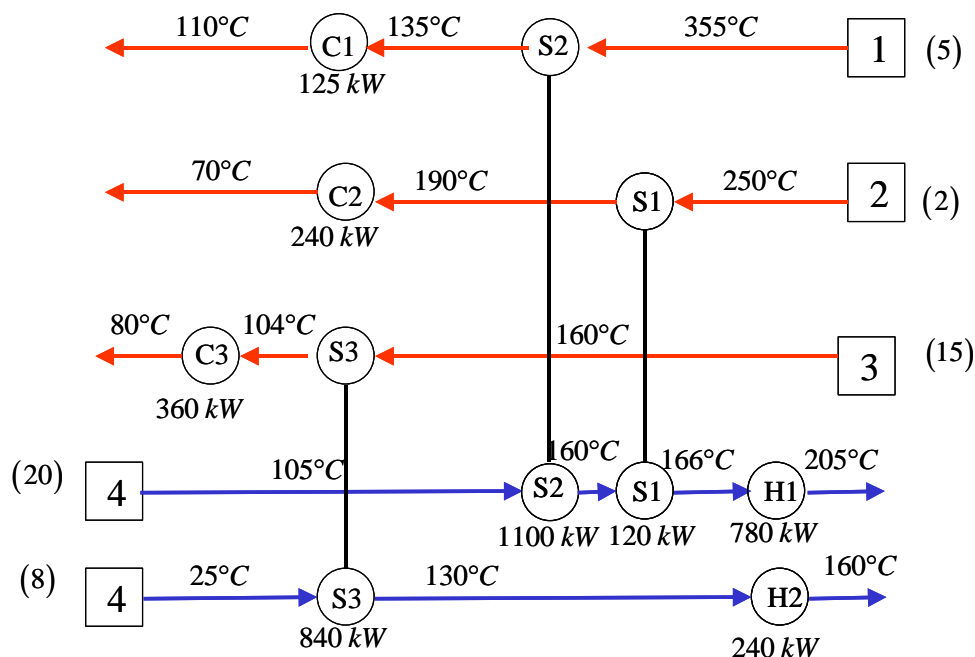 110°C C1 135°C S2 355°C 1 (5)
125 kW
70°C C2 190°C S1 250°C 2 (2)
240 kW
80°C C3 104°C S3 160°C 3 (15)
360 kW
(20) 4 105°C S2 160°C S1 166°C H1 205°C
1100 kW 120 kW 780 kW
(8) 4 25°C S3 130°C H2 160°C
840 kW 240 kW